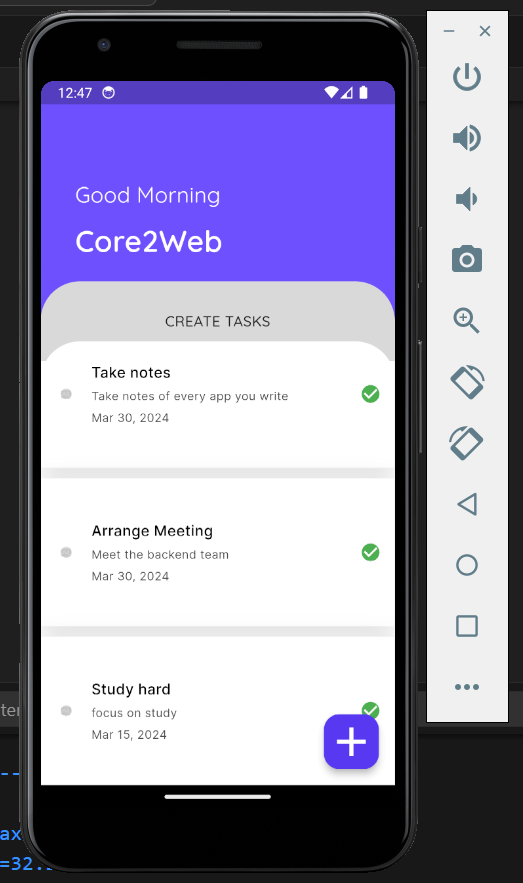 12:47
Good Morning
Core2Web
CREATE TASKS
Take notes
Take notes of every app you write
Mar 30, 2024
Arrange Meeting
Meet the backend team
Mar 30, 2024
Study hard
focus on study
Mar 15, 2024
ter
--
ax
=32.